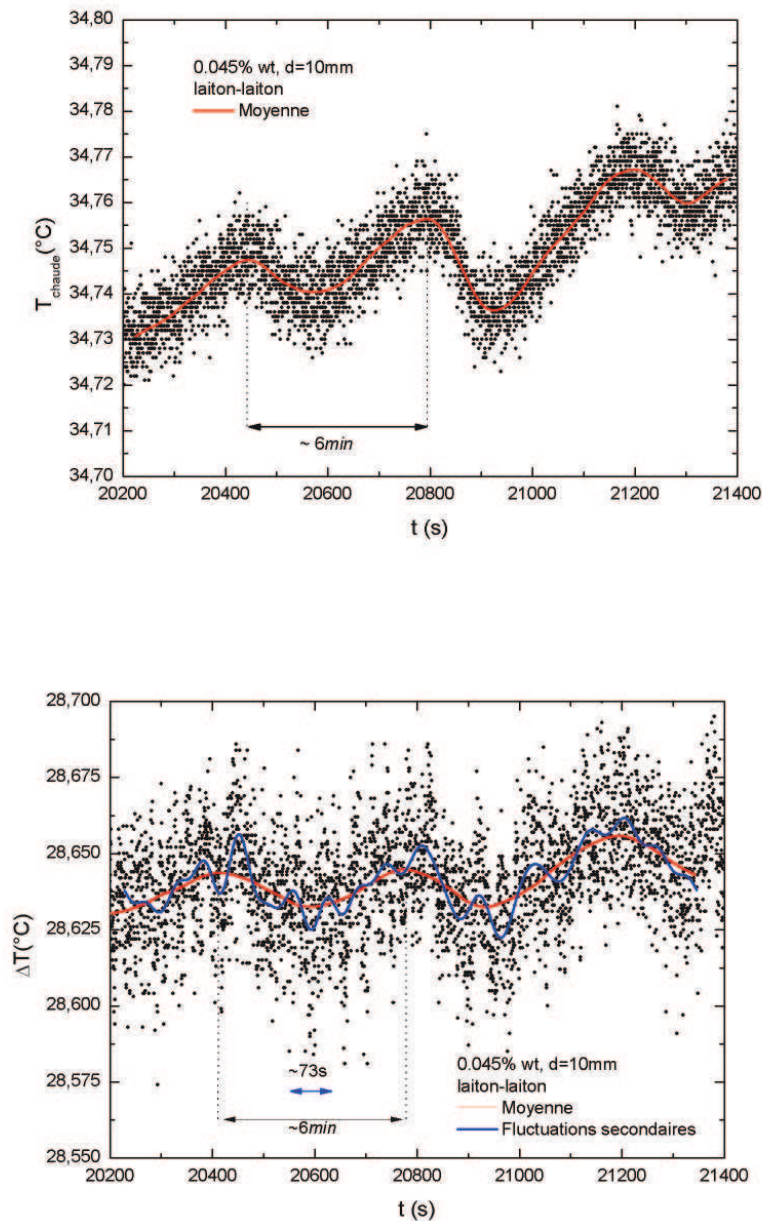 34,80
34,79
34,78
34,77
34,76
34,75
34,74
34,73
34,72
34,71
34,70
T_chaude(°C)
0.045% wt, d=10mm
laiton-laiton
Moyenne
~ 6min
20200 20400 20600 20800 21000 21200 21400
t (s)
28,700
28,675
28,650
28,625
28,600
28,575
28,550
ΔT(°C)
~73s
~6min
0.045% wt, d=10mm
laiton-laiton
Moyenne
Fluctuations secondaires
20200 20400 20600 20800 21000 21200 21400
t (s)